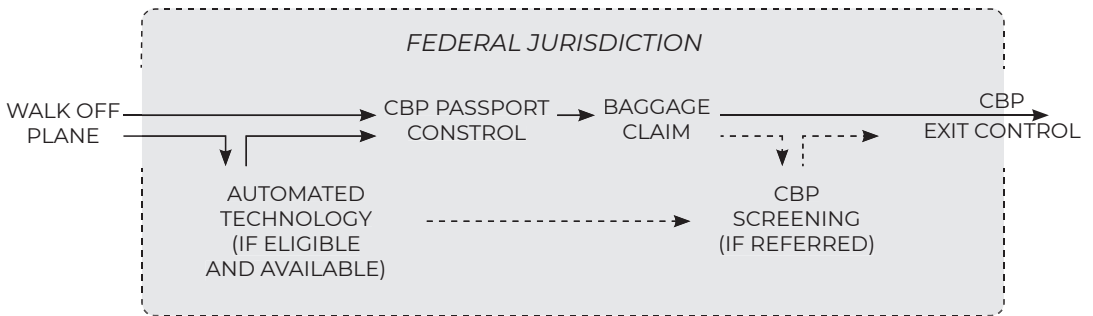 FEDERAL JURISDICTION
WALK OFF
PLANE
CBP PASSPORT
CONSTROL
BAGGAGE
CLAIM
CBP
EXIT CONTROL
AUTOMATED
TECHNOLOGY
(IF ELIGIBLE
AND AVAILABLE)
CBP
SCREENING
(IF REFERRED)